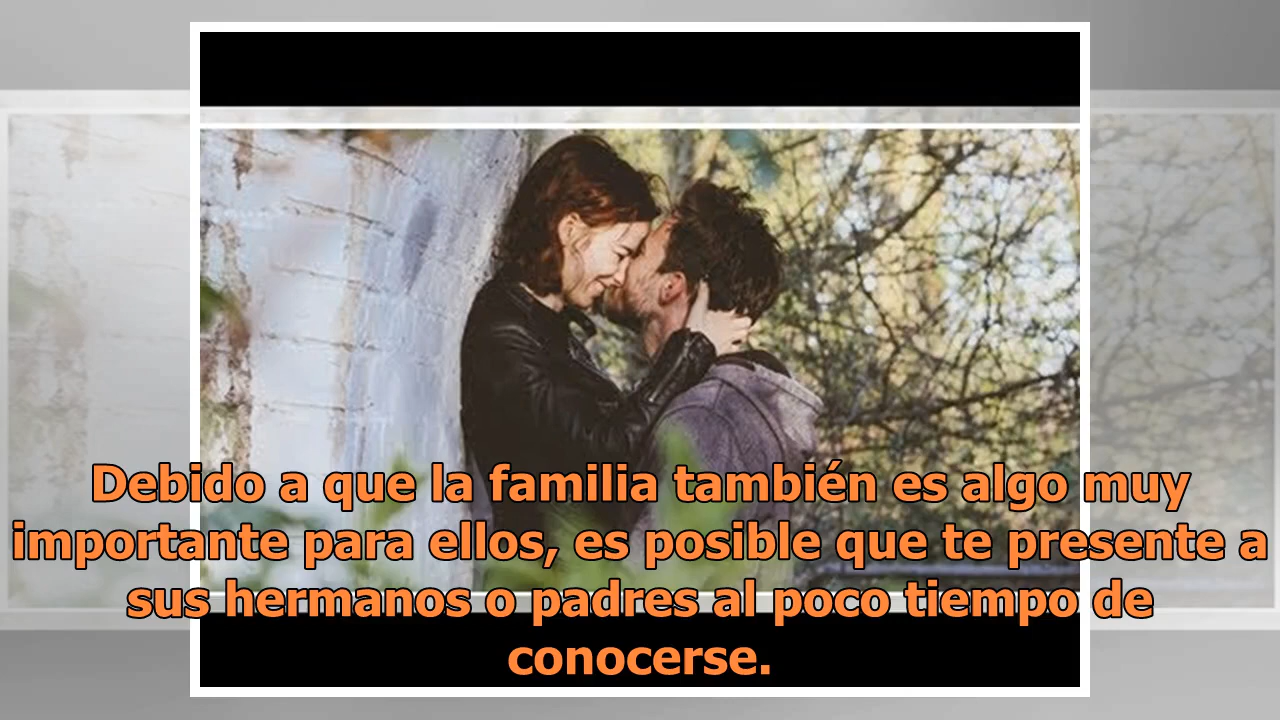 Debido a que la familia también es algo muy
importante para ellos, es posible que te presente a
sus hermanos o padres al poco tiempo de
conocerse.